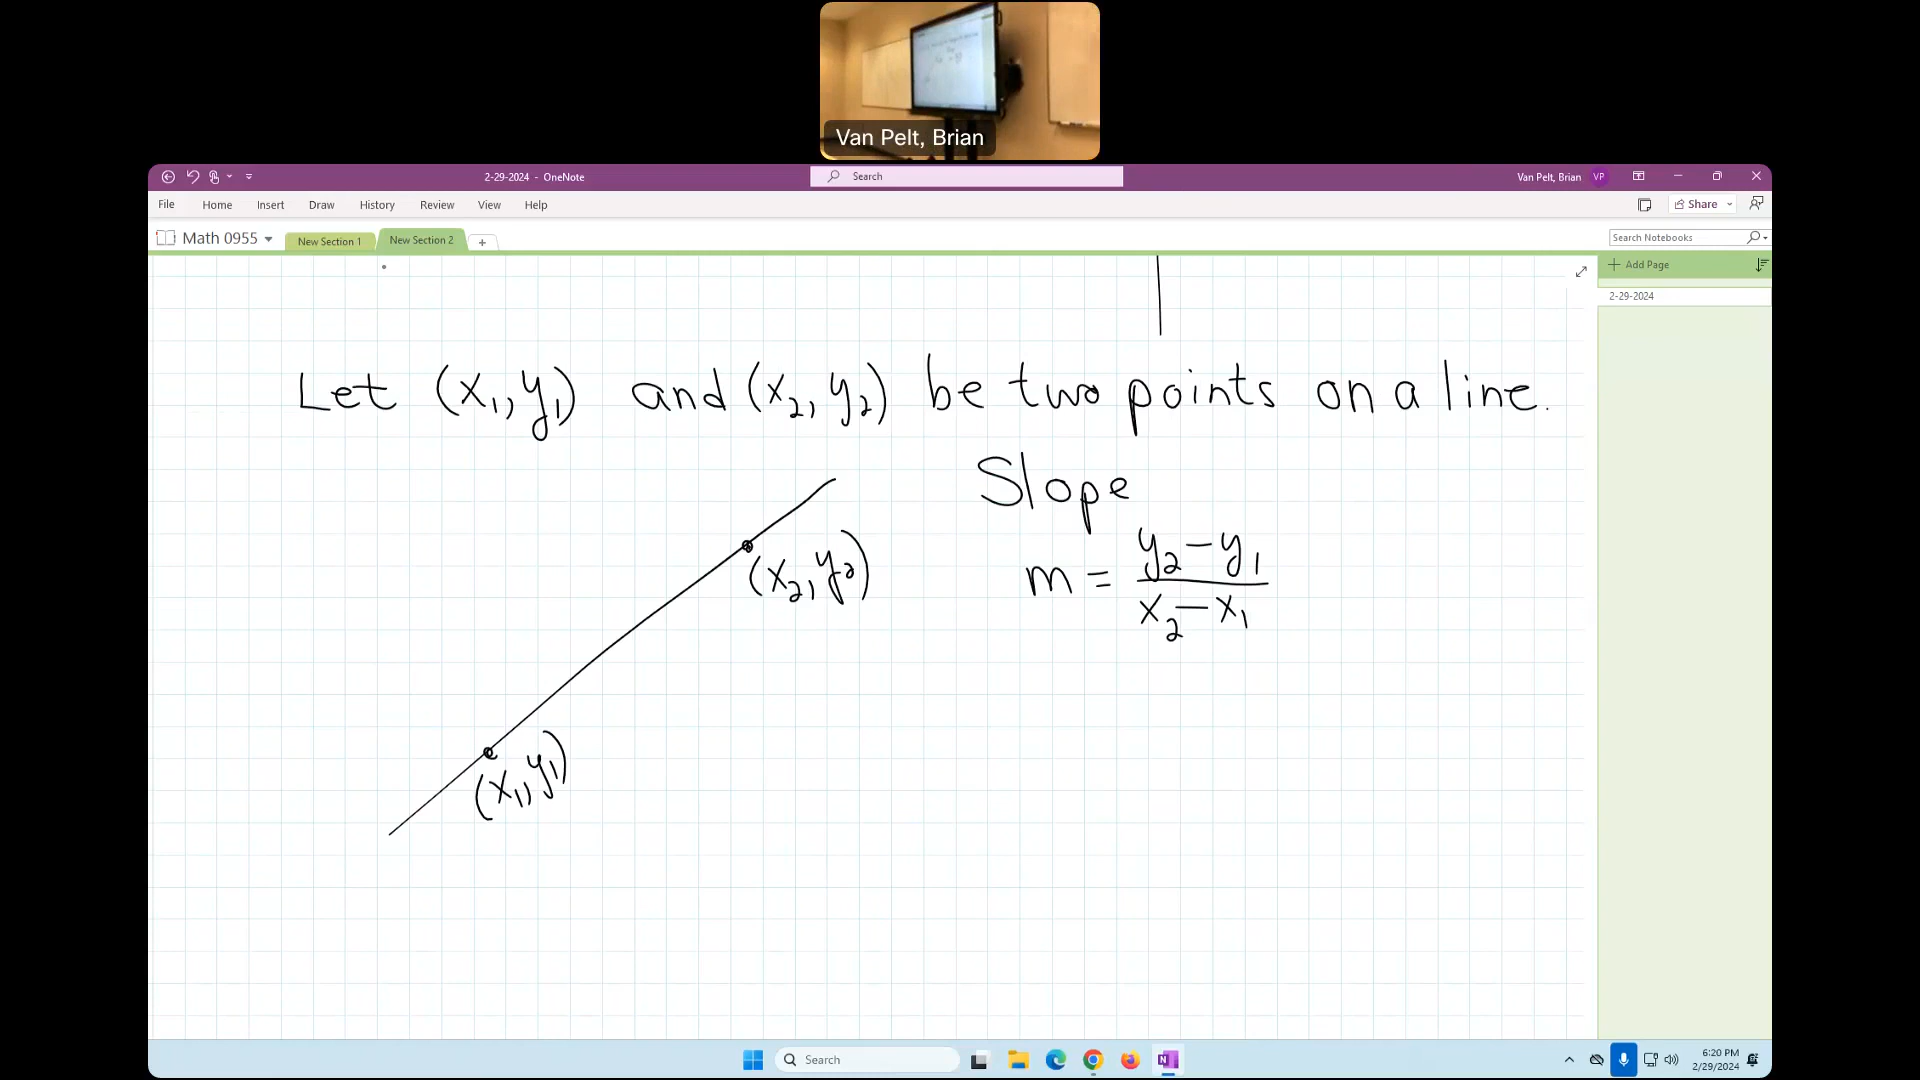 Van Pelt, Brian
2-29-2024 - OneNote
Search
Van Pelt, Brian VP
File Home Insert Draw History Review View Help
Share
Math 0955
New Section 1
New Section 2
+
Search Notebooks
Add Page
2-29-2024
Let (x₁, y₁) and (x₂, y₂) be two points on a line.
Slope
m = (y₂ − y₁) / (x₂ − x₁)
(x₂, y₂)
(x₁, y₁)
Search
6:20 PM
2/29/2024